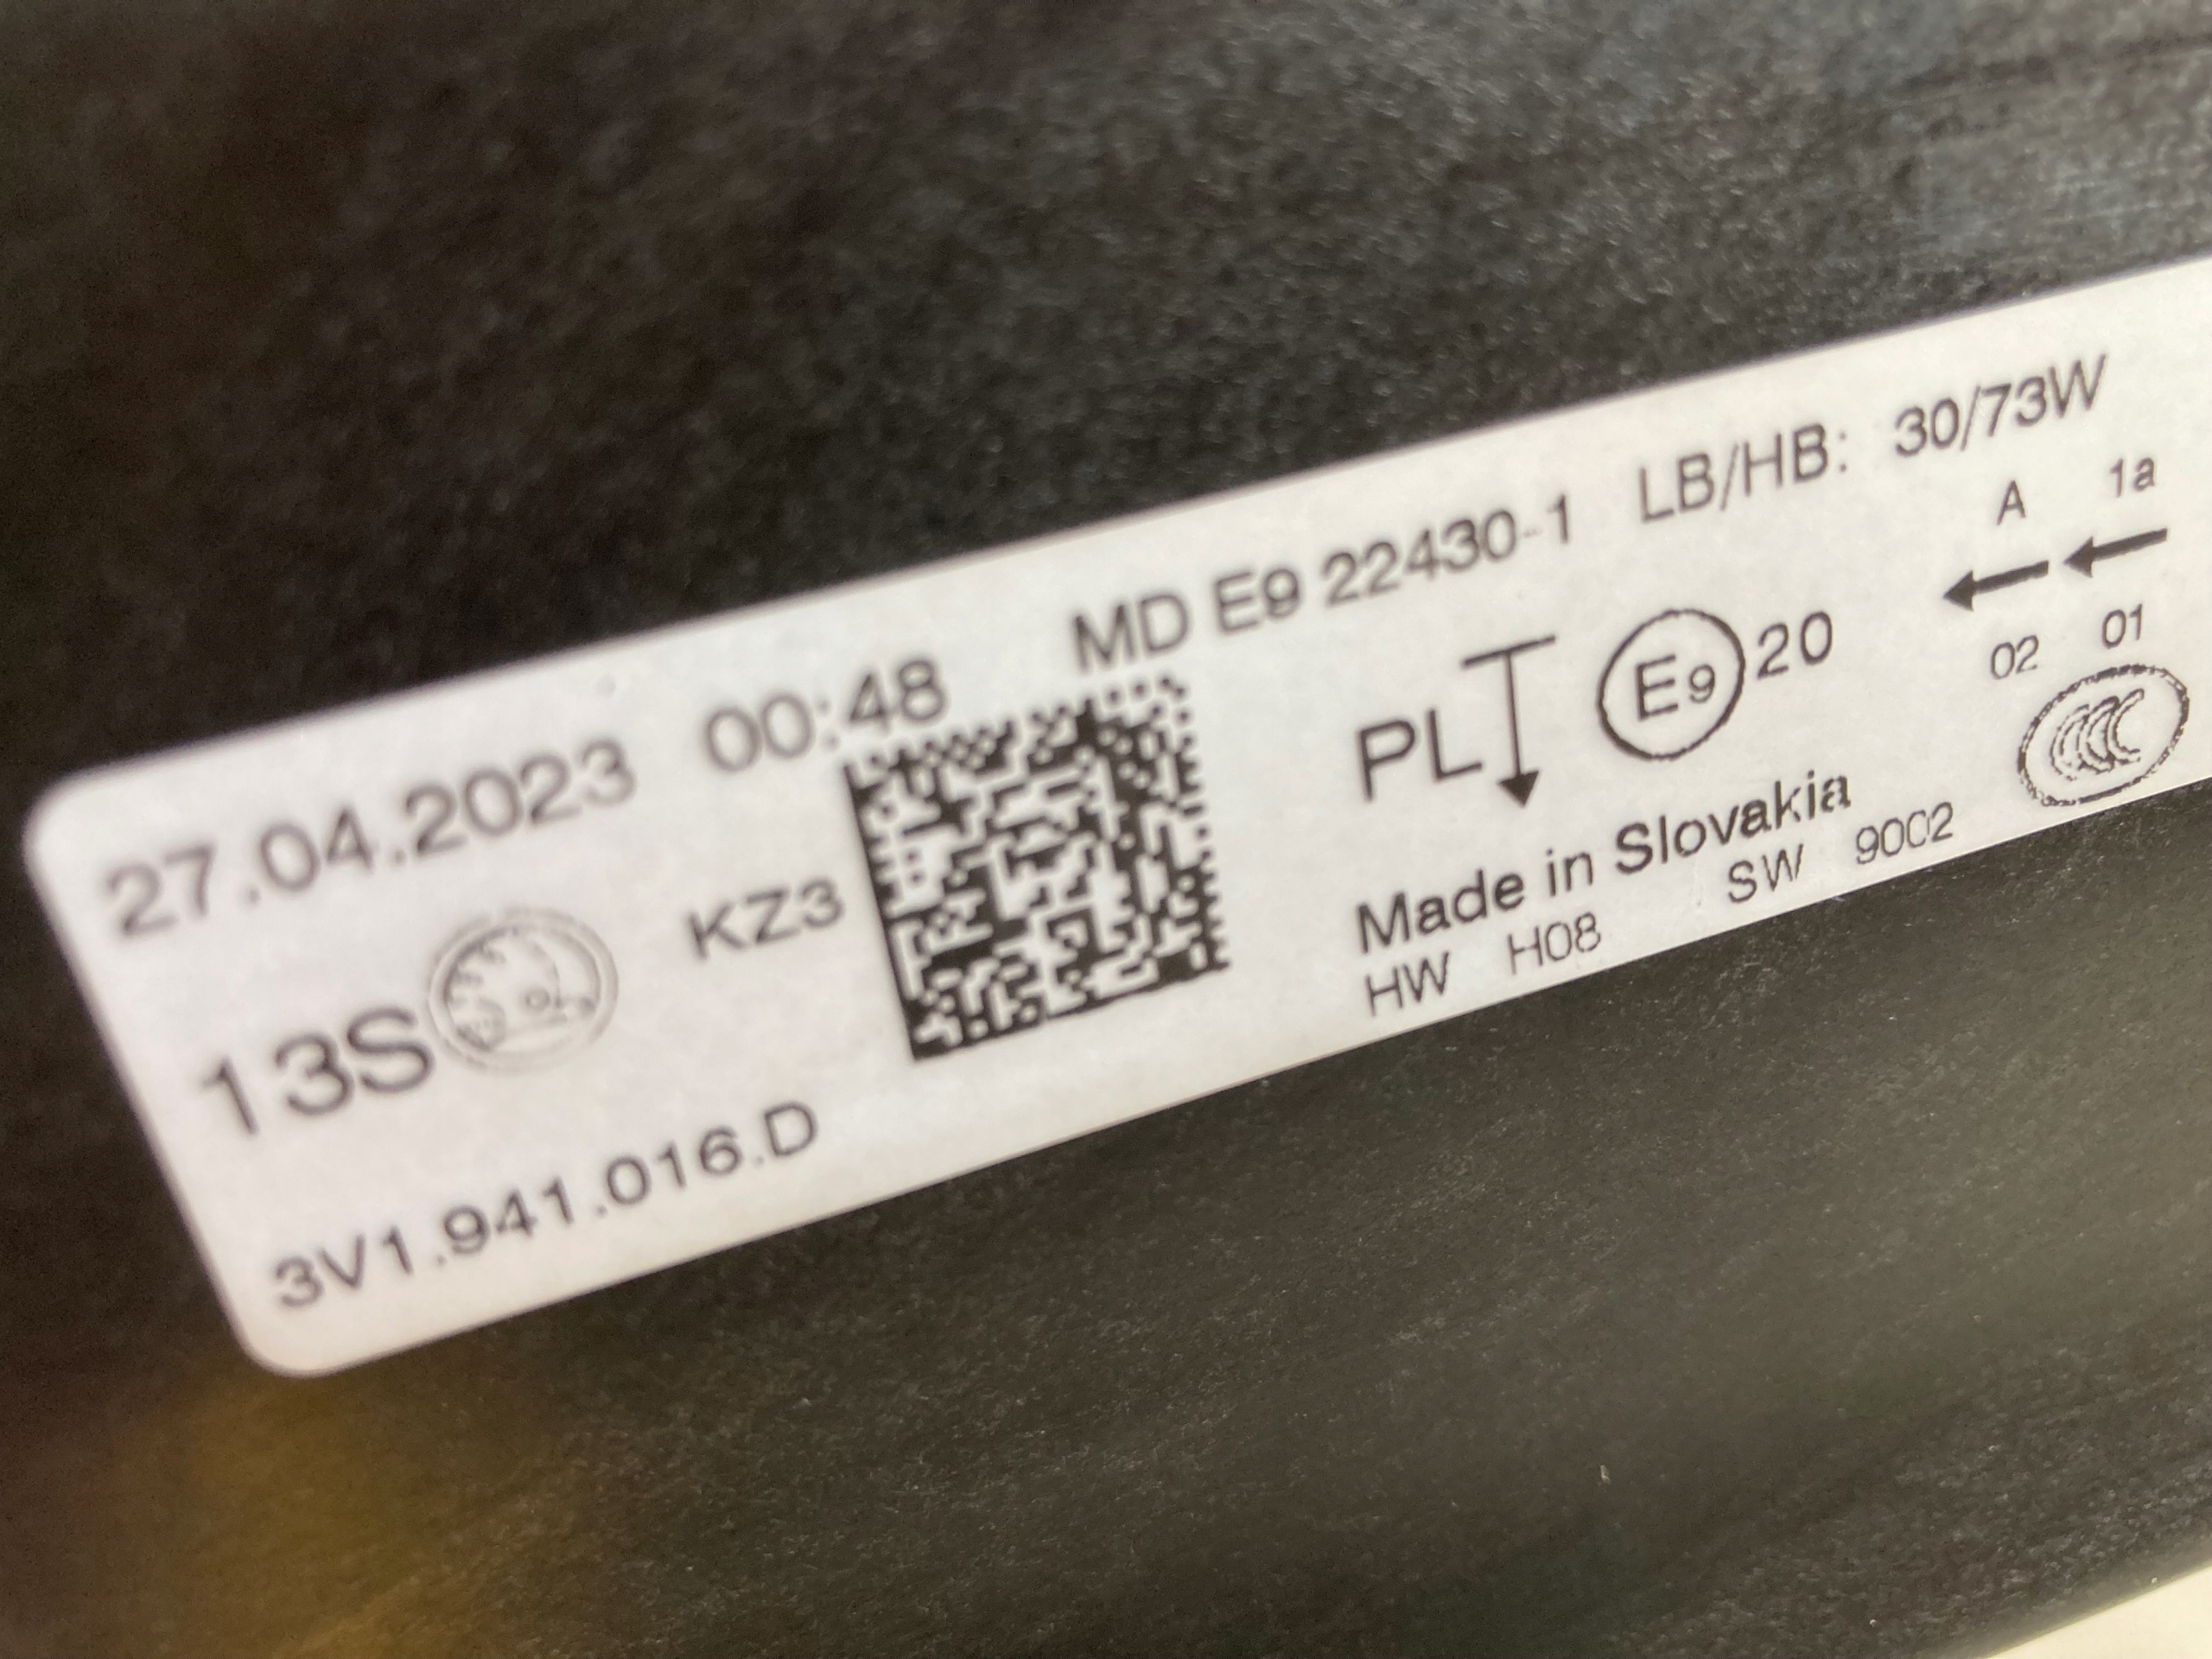 27.04.2023 00:48 MD E9 22430-1 LB/HB: 30/73W
A 1a
PL E9 20
02 01
13S KZ3
Made in Slovakia
HW H08 SW 9002
3V1.941.016.D